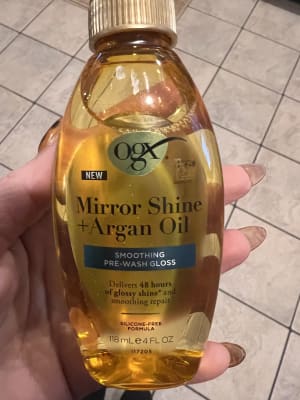 ogx
NEW
Mirror Shine
+Argan Oil
SMOOTHING
PRE-WASH GLOSS
Delivers 48 hours
of glossy shine* and
smoothing repair
SILICONE-FREE
FORMULA
118 mL e 4 FL OZ
117205